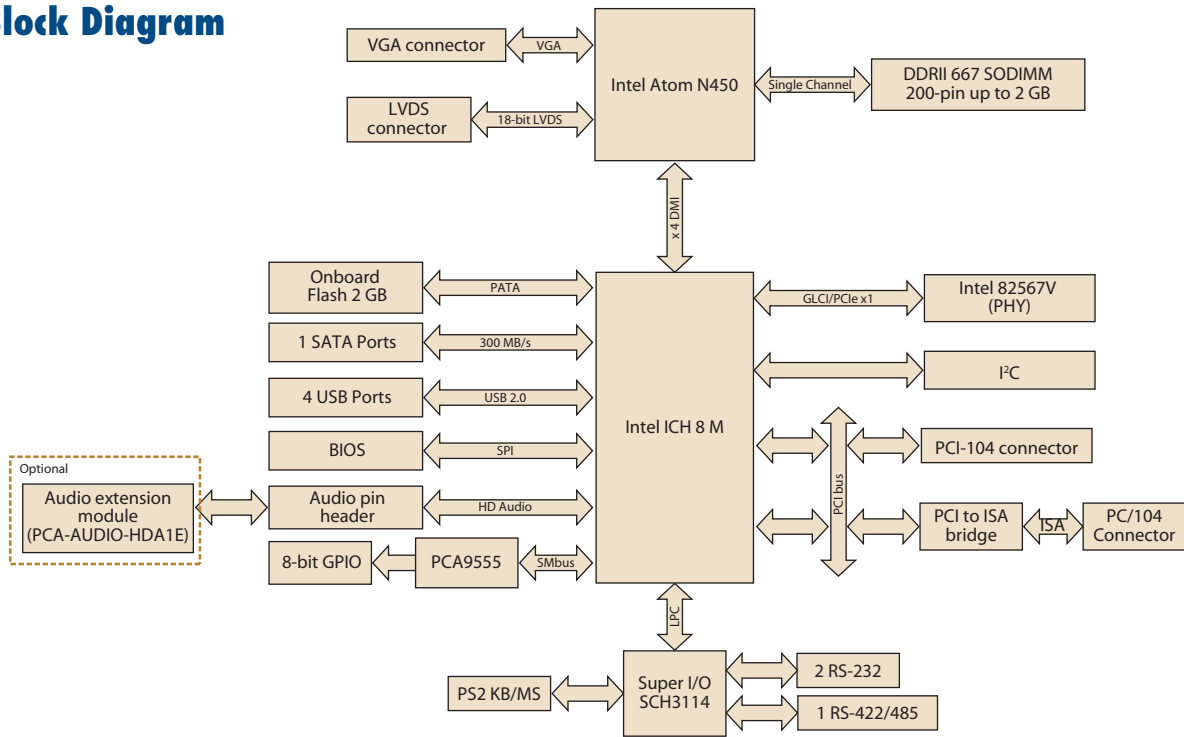 Block Diagram
VGA connector
VGA
Intel Atom N450
Single Channel
DDRII 667 SODIMM
200-pin up to 2 GB
LVDS
connector
18-bit LVDS
x 4 DMI
Onboard
Flash 2 GB
PATA
Intel ICH 8 M
GLCI/PCIe x1
Intel 82567V
(PHY)
1 SATA Ports
300 MB/s
I²C
4 USB Ports
USB 2.0
BIOS
SPI
PCI bus
PCI-104 connector
Optional
Audio extension
module
(PCA-AUDIO-HDA1E)
Audio pin
header
HD Audio
PCI to ISA
bridge
ISA
PC/104
Connector
8-bit GPIO
PCA9555
SMbus
LPC
PS2 KB/MS
Super I/O
SCH3114
2 RS-232
1 RS-422/485